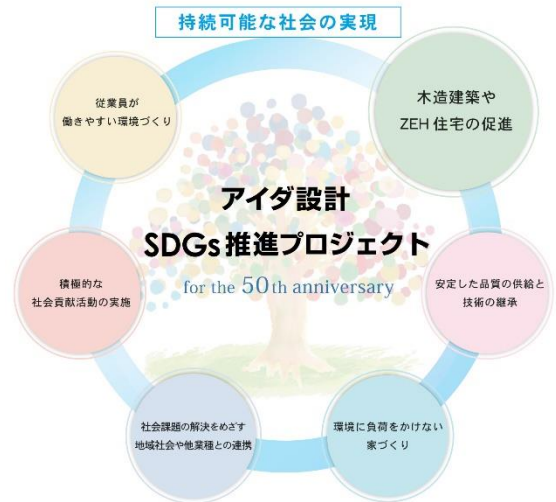 持続可能な社会の実現
従業員が
働きやすい環境づくり
木造建築や
ZEH住宅の促進
アイダ設計
SDGs推進プロジェクト
for the 50th anniversary
積極的な
社会貢献活動の実施
安定した品質の供給と
技術の継承
社会課題の解決をめざす
地域社会や他業種との連携
環境に負荷をかけない
家づくり